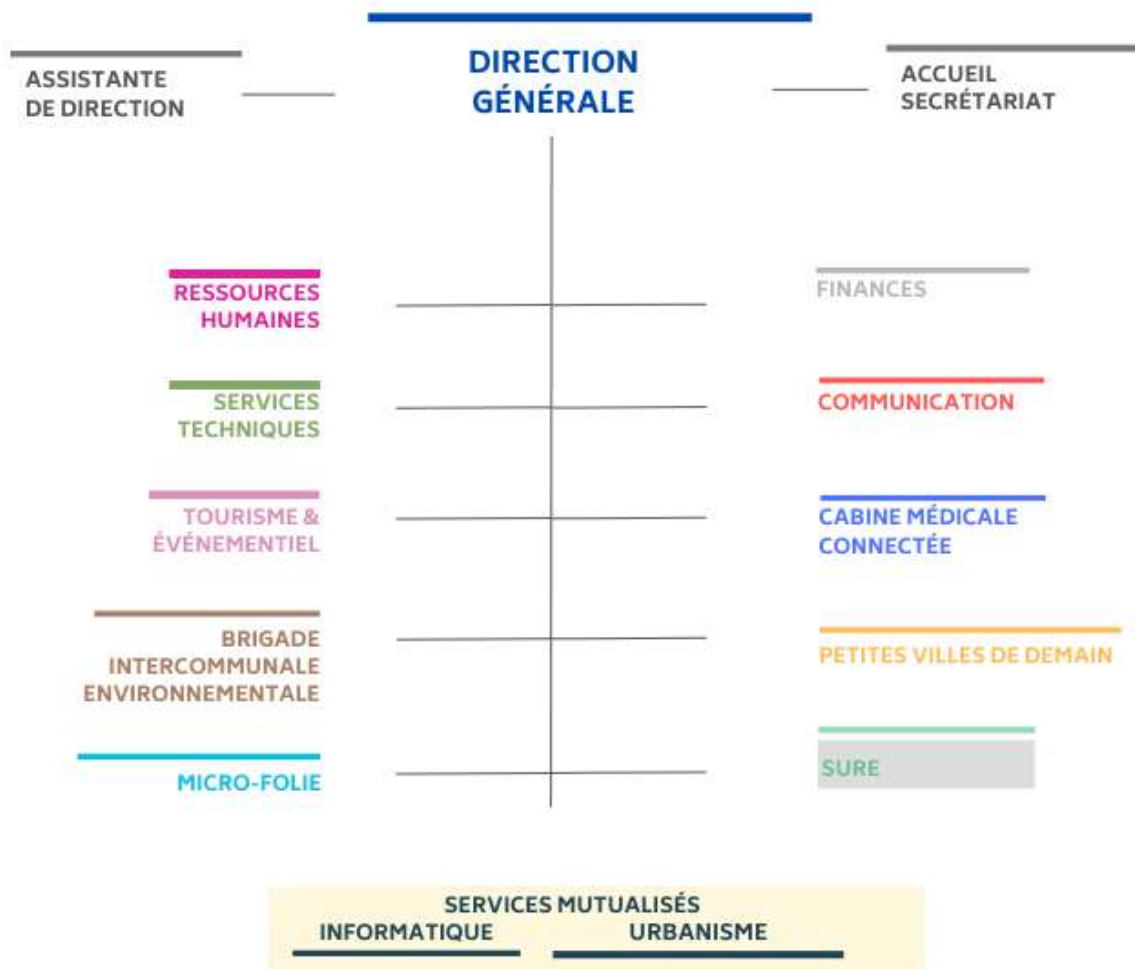 ASSISTANTE
DE DIRECTION
DIRECTION
GÉNÉRALE
ACCUEIL
SECRÉTARIAT
RESSOURCES
HUMAINES
FINANCES
SERVICES
TECHNIQUES
COMMUNICATION
TOURISME &
ÉVÉNEMENTIEL
CABINE MÉDICALE
CONNECTÉE
BRIGADE
INTERCOMMUNALE
ENVIRONNEMENTALE
PETITES VILLES DE DEMAIN
MICRO-FOLIE
SURE
SERVICES MUTUALISÉS
INFORMATIQUE
URBANISME